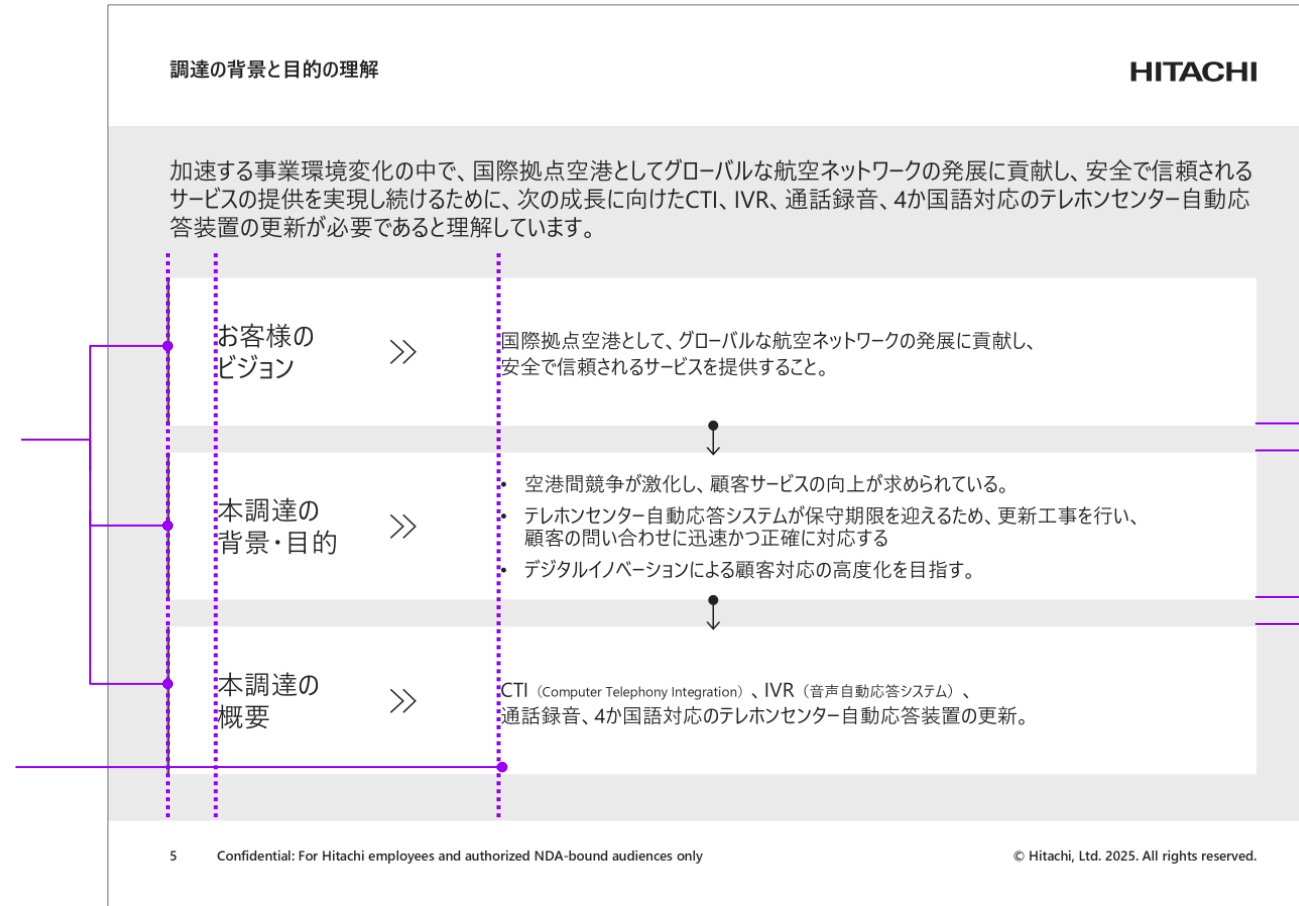 調達の背景と目的の理解
HITACHI
加速する事業環境変化の中で、国際拠点空港としてグローバルな航空ネットワークの発展に貢献し、安全で信頼される
サービスの提供を実現し続けるために、次の成長に向けたCTI、IVR、通話録音、4か国語対応のテレホンセンター自動応
答装置の更新が必要であると理解しています。
お客様の
ビジョン
国際拠点空港として、グローバルな航空ネットワークの発展に貢献し、
安全で信頼されるサービスを提供すること。
本調達の
背景・目的
• 空港間競争が激化し、顧客サービスの向上が求められている。
• テレホンセンター自動応答システムが保守期限を迎えるため、更新工事を行い、
顧客の問い合わせに迅速かつ正確に対応する
• デジタルイノベーションによる顧客対応の高度化を目指す。
本調達の
概要
CTI（Computer Telephony Integration）、IVR（音声自動応答システム）、
通話録音、4か国語対応のテレホンセンター自動応答装置の更新。
5 Confidential: For Hitachi employees and authorized NDA-bound audiences only
© Hitachi, Ltd. 2025. All rights reserved.